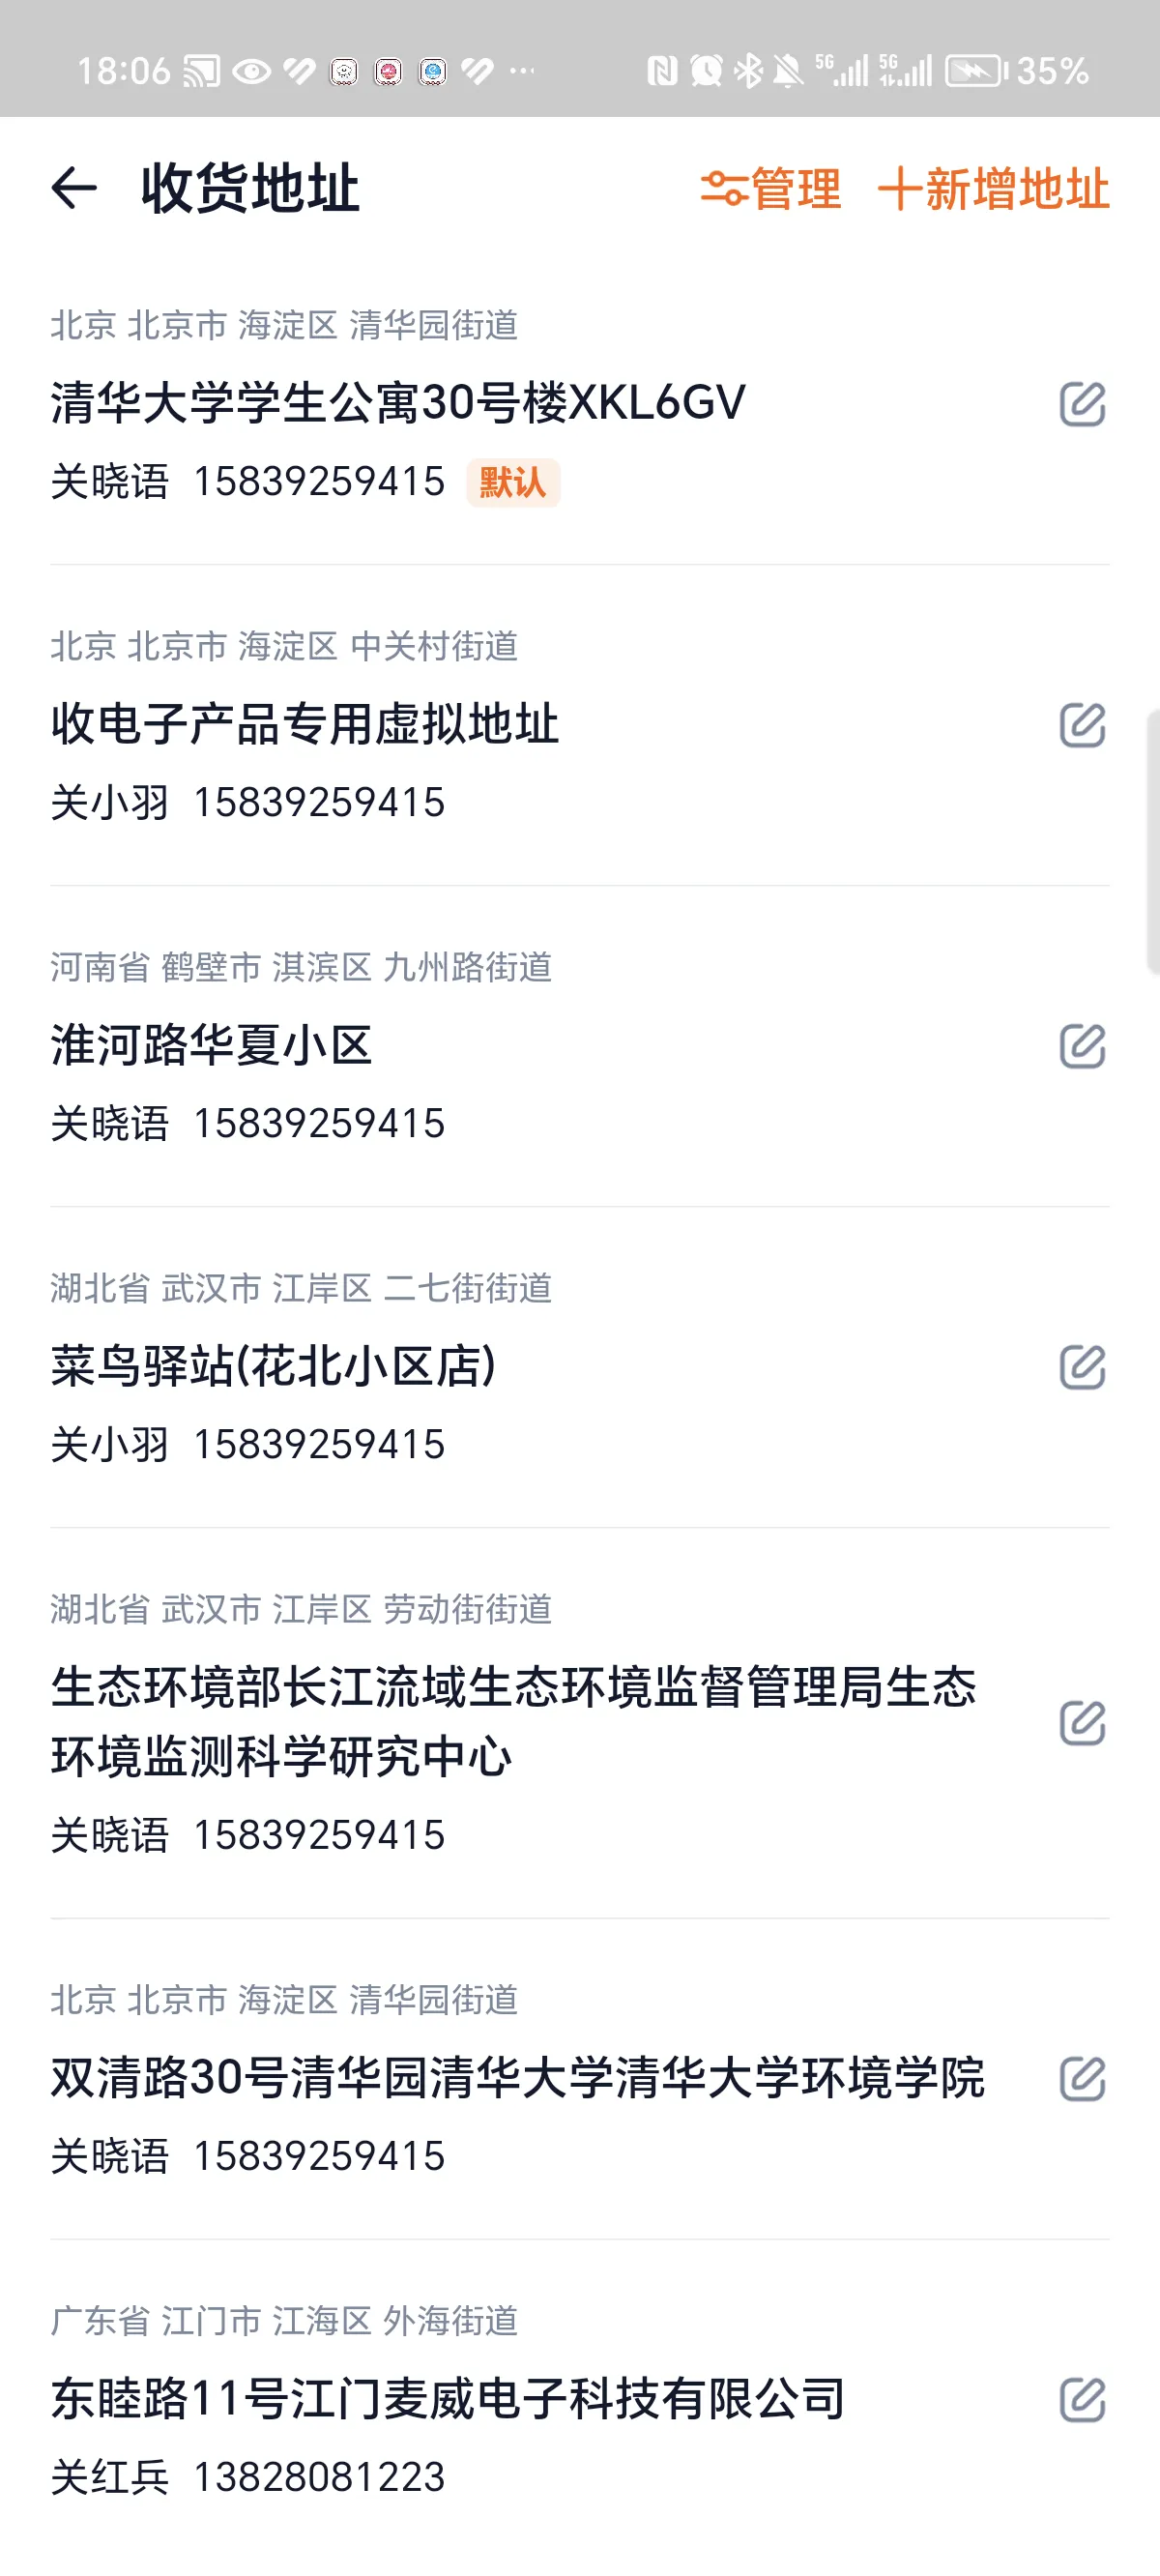 18:06 5G 5G 35%
收货地址 管理 新增地址
北京 北京市 海淀区 清华园街道
清华大学学生公寓30号楼XKL6GV
关晓语 15839259415 默认
北京 北京市 海淀区 中关村街道
收电子产品专用虚拟地址
关小羽 15839259415
河南省 鹤壁市 淇滨区 九州路街道
淮河路华夏小区
关晓语 15839259415
湖北省 武汉市 江岸区 二七街街道
菜鸟驿站(花北小区店)
关小羽 15839259415
湖北省 武汉市 江岸区 劳动街街道
生态环境部长江流域生态环境监督管理局生态
环境监测科学研究中心
关晓语 15839259415
北京 北京市 海淀区 清华园街道
双清路30号清华园清华大学清华大学环境学院
关晓语 15839259415
广东省 江门市 江海区 外海街道
东睦路11号江门麦威电子科技有限公司
关红兵 13828081223